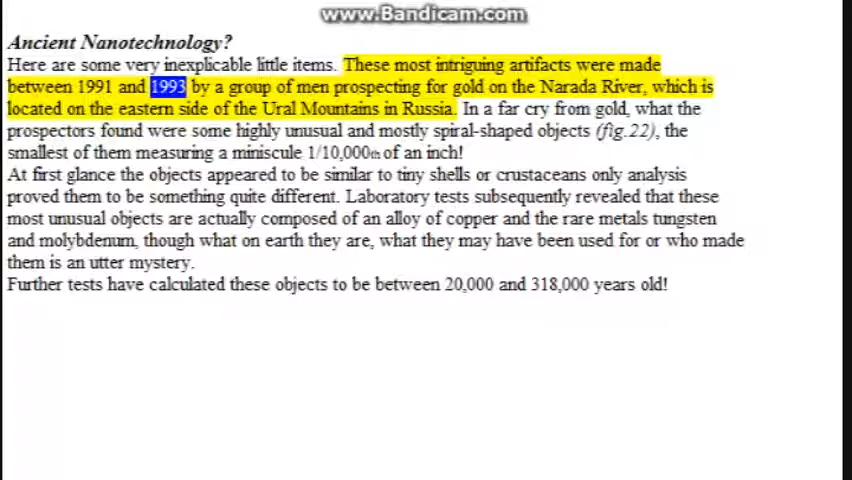 www.Bandicam.com
Ancient Nanotechnology?
Here are some very inexplicable little items. These most intriguing artifacts were made
between 1991 and 1993 by a group of men prospecting for gold on the Narada River, which is
located on the eastern side of the Ural Mountains in Russia. In a far cry from gold, what the
prospectors found were some highly unusual and mostly spiral-shaped objects (fig.22), the
smallest of them measuring a miniscule 1/10,000th of an inch!
At first glance the objects appeared to be similar to tiny shells or crustaceans only analysis
proved them to be something quite different. Laboratory tests subsequently revealed that these
most unusual objects are actually composed of an alloy of copper and the rare metals tungsten
and molybdenum, though what on earth they are, what they may have been used for or who made
them is an utter mystery.
Further tests have calculated these objects to be between 20,000 and 318,000 years old!